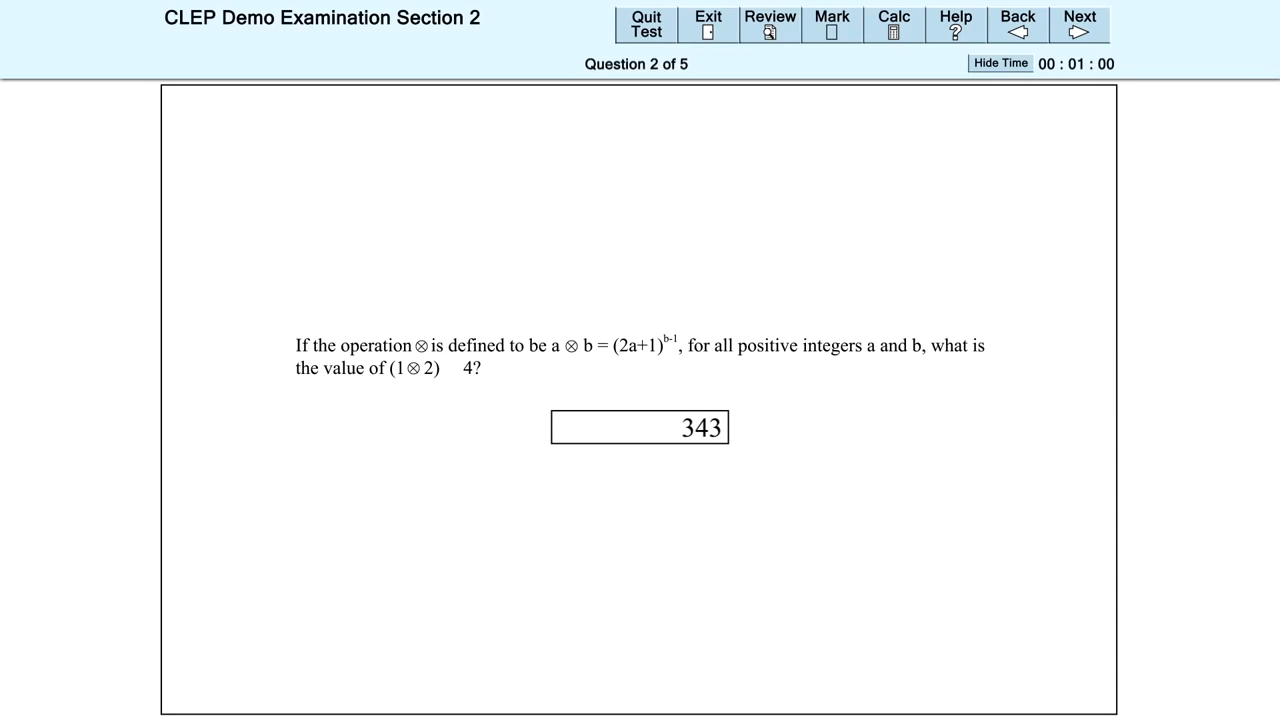 CLEP Demo Examination Section 2
Quit Test
Exit
Review
Mark
Calc
Help
Back
Next
Question 2 of 5
Hide Time 00 : 01 : 00
If the operation ⊗ is defined to be a ⊗ b = (2a+1)^b-1, for all positive integers a and b, what is
the value of (1 ⊗ 2) 4?
343